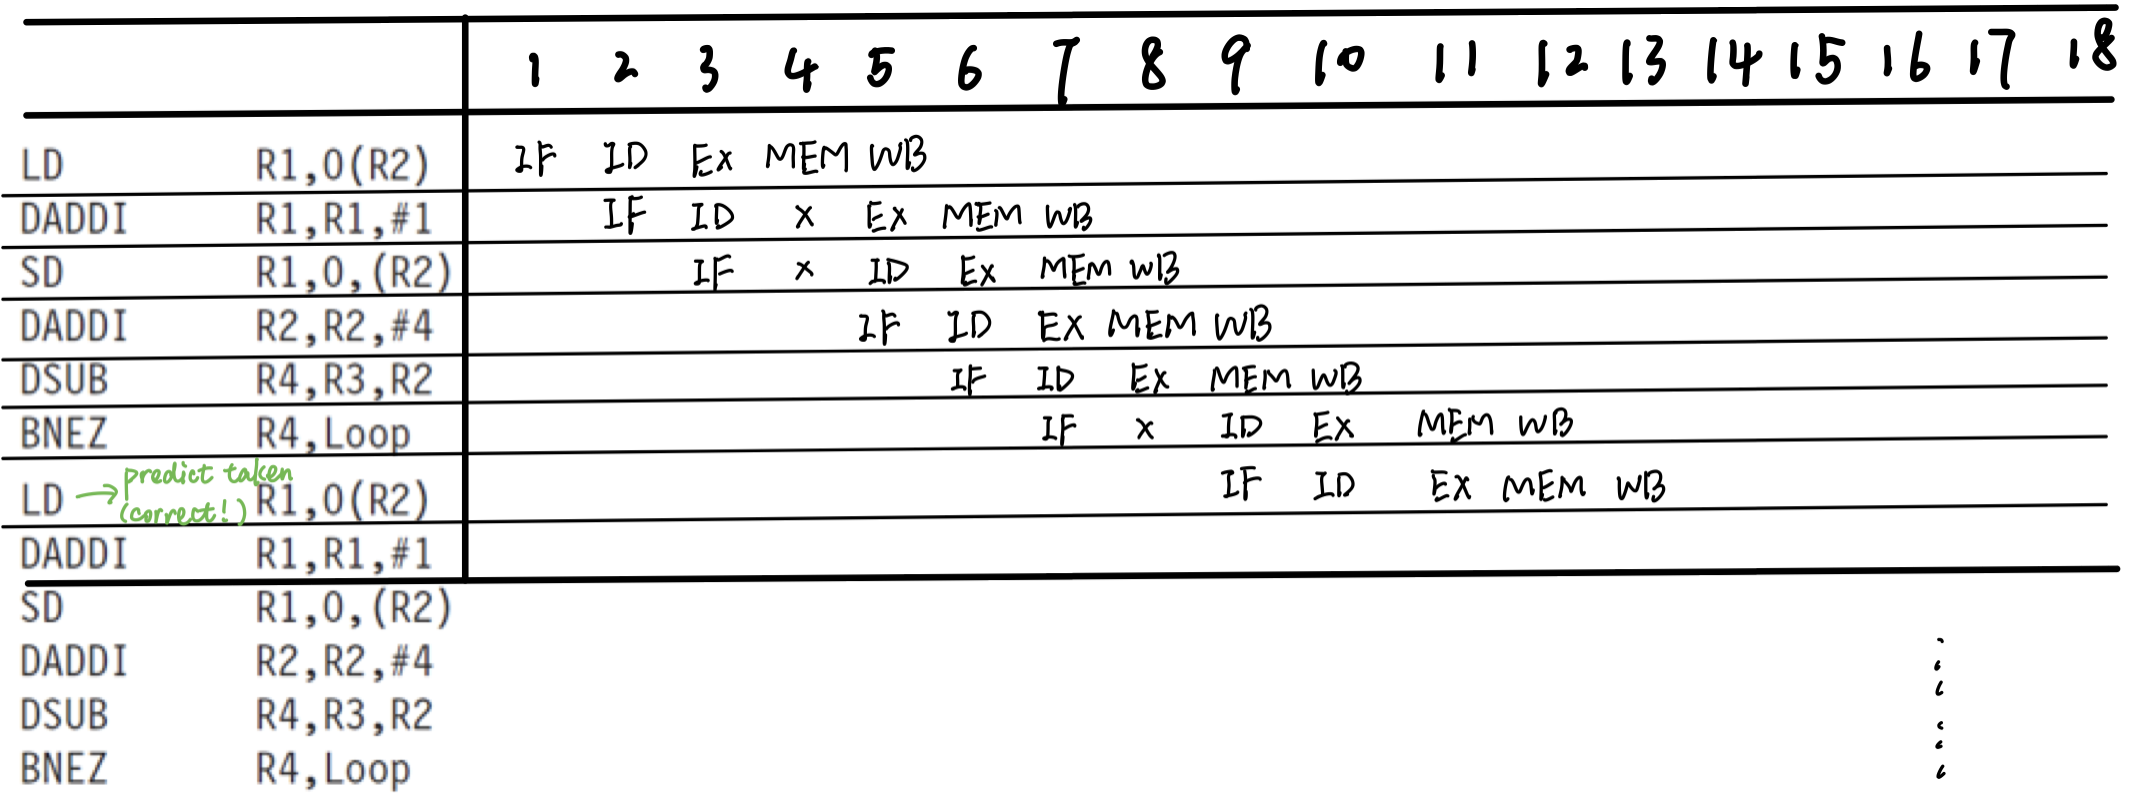 1 2 3 4 5 6 7 8 9 10 11 12 13 14 15 16 17 18
LD R1,0(R2) IF ID EX MEM WB
DADDI R1,R1,#1 IF ID X EX MEM WB
SD R1,0,(R2) IF X ID EX MEM WB
DADDI R2,R2,#4 IF ID EX MEM WB
DSUB R4,R3,R2 IF ID EX MEM WB
BNEZ R4,Loop IF X ID EX MEM WB
LD → predict taken (correct!) R1,0(R2) IF ID EX MEM WB
DADDI R1,R1,#1
SD R1,0,(R2)
DADDI R2,R2,#4
DSUB R4,R3,R2
BNEZ R4,Loop